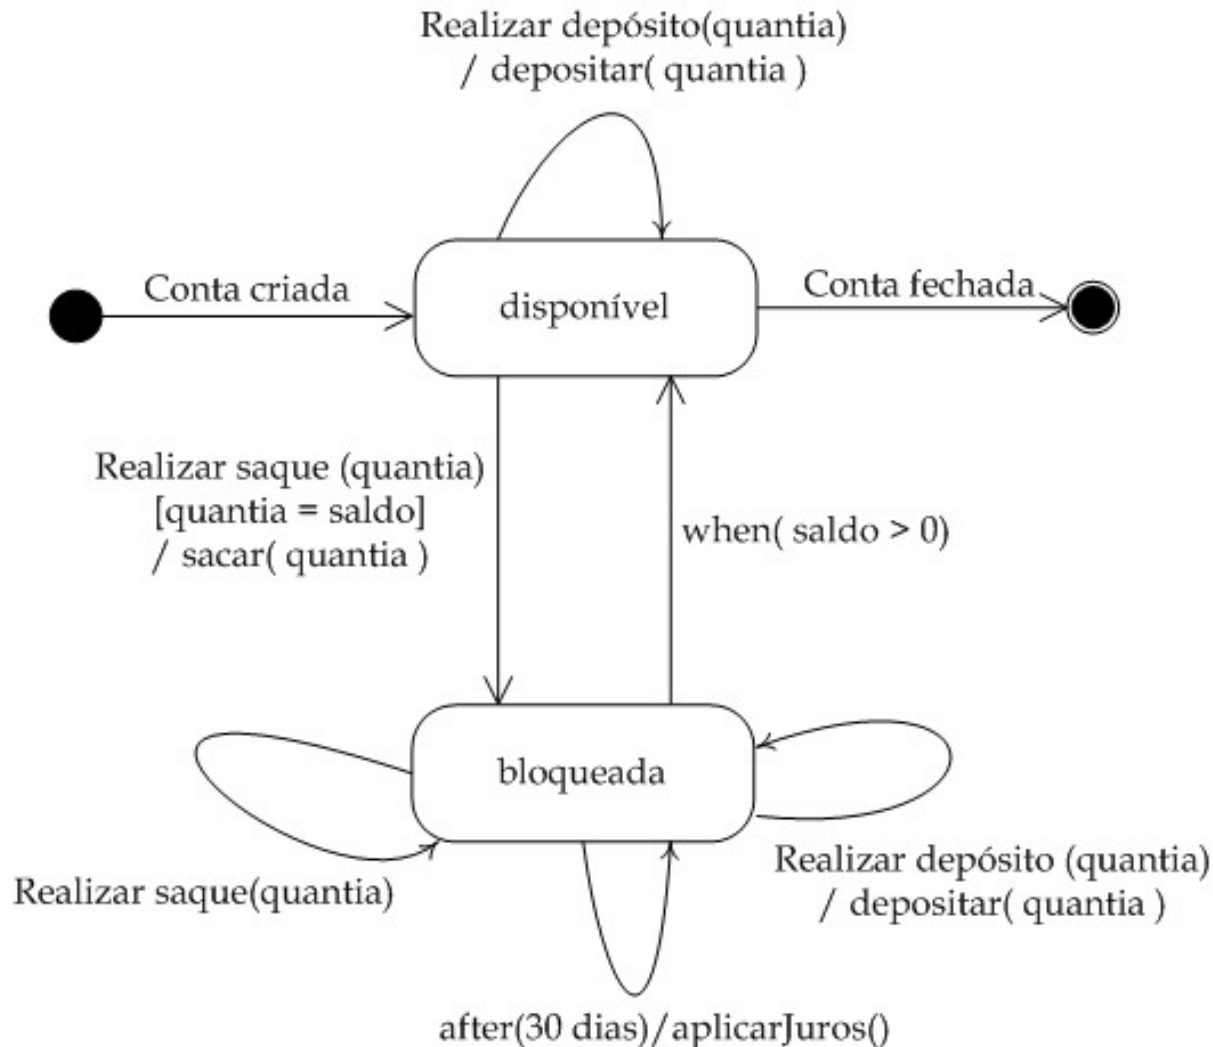 Realizar depósito(quantia)
/ depositar( quantia )
Conta criada
disponível
Conta fechada
Realizar saque (quantia)
[quantia = saldo]
/ sacar( quantia )
when( saldo > 0)
bloqueada
Realizar saque(quantia)
Realizar depósito (quantia)
/ depositar( quantia )
after(30 dias)/aplicarJuros()